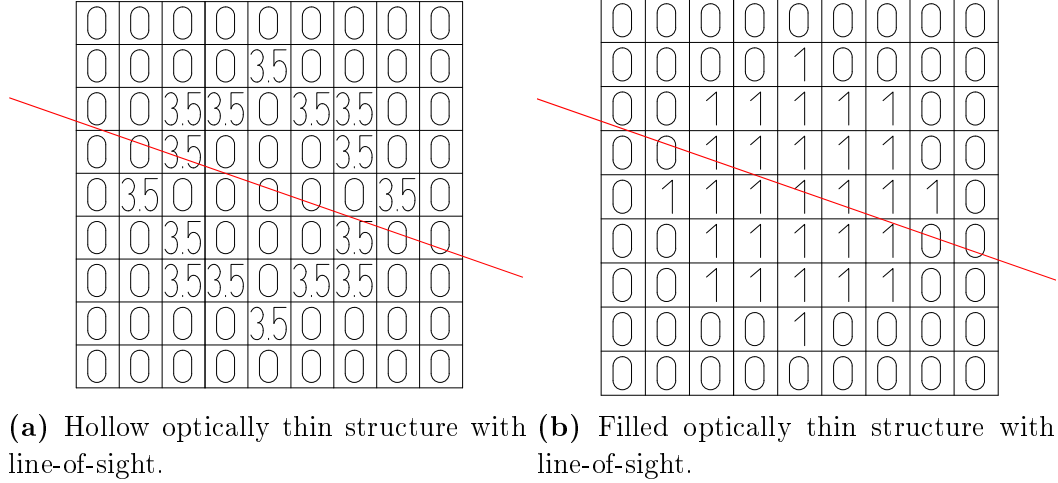 0 0 0 0 0 0 0 0 0
0 0 0 0 3.5 0 0 0 0
0 0 3.5 3.5 0 3.5 3.5 0 0
0 0 3.5 0 0 0 3.5 0 0
0 3.5 0 0 0 0 0 3.5 0
0 0 3.5 0 0 0 3.5 0 0
0 0 3.5 3.5 0 3.5 3.5 0 0
0 0 0 0 3.5 0 0 0 0
0 0 0 0 0 0 0 0 0
(a) Hollow optically thin structure with
line-of-sight.
0 0 0 0 0 0 0 0 0
0 0 0 0 1 0 0 0 0
0 0 1 1 1 1 1 0 0
0 0 1 1 1 1 1 0 0
0 1 1 1 1 1 1 1 0
0 0 1 1 1 1 1 0 0
0 0 1 1 1 1 1 0 0
0 0 0 0 1 0 0 0 0
0 0 0 0 0 0 0 0 0
(b) Filled optically thin structure with
line-of-sight.